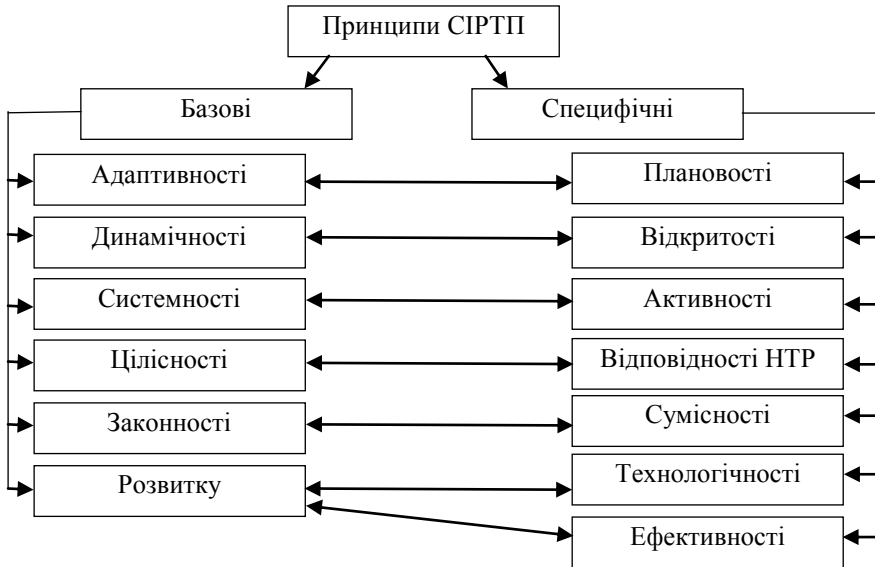 Принципи СІРТП
Базові
Специфічні
Адаптивності
Плановості
Динамічності
Відкритості
Системності
Активності
Цілісності
Відповідності НТР
Законності
Сумісності
Розвитку
Технологічності
Ефективності